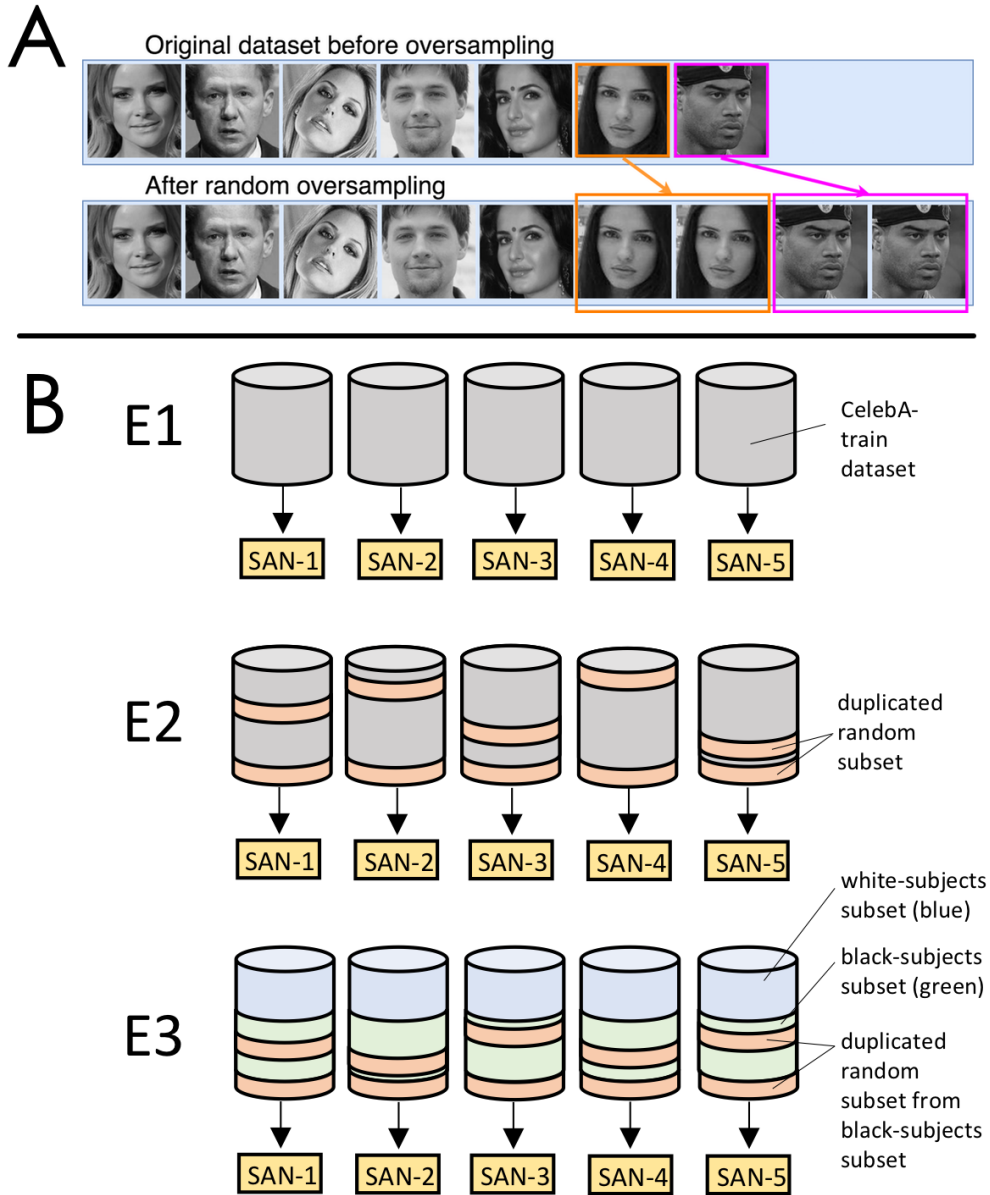 A
Original dataset before oversampling
After random oversampling
B
E1
CelebA-
train
dataset
SAN-1
SAN-2
SAN-3
SAN-4
SAN-5
E2
duplicated
random
subset
SAN-1
SAN-2
SAN-3
SAN-4
SAN-5
white-subjects
subset (blue)
black-subjects
subset (green)
E3
duplicated
random
subset from
black-subjects
subset
SAN-1
SAN-2
SAN-3
SAN-4
SAN-5